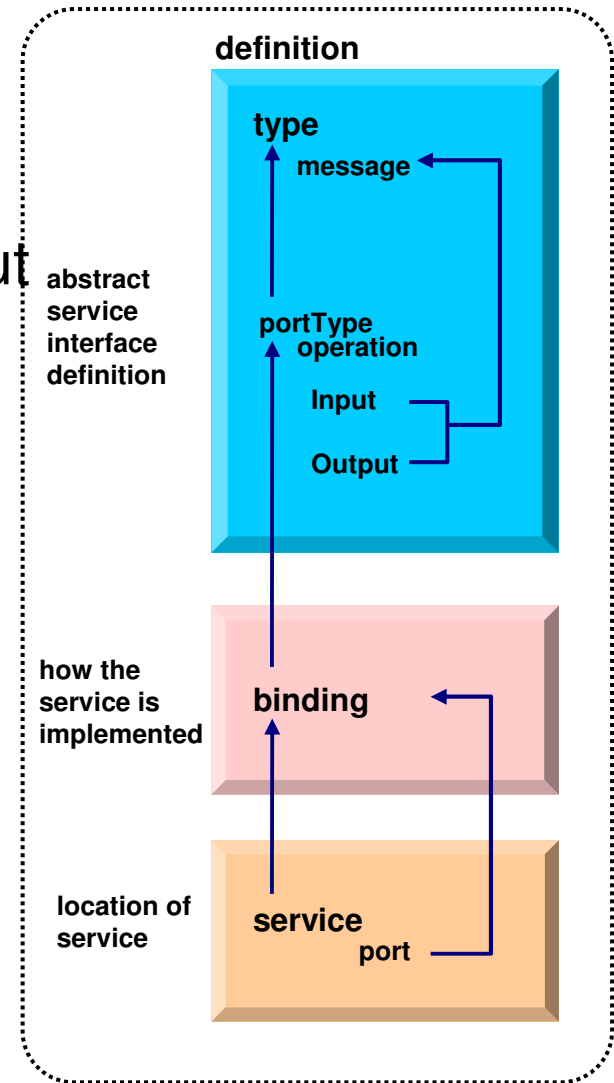 definition
type
message
ut
abstract
service
interface
definition
portType
operation
Input
Output
how the
service is
implemented
binding
location of
service
service
port